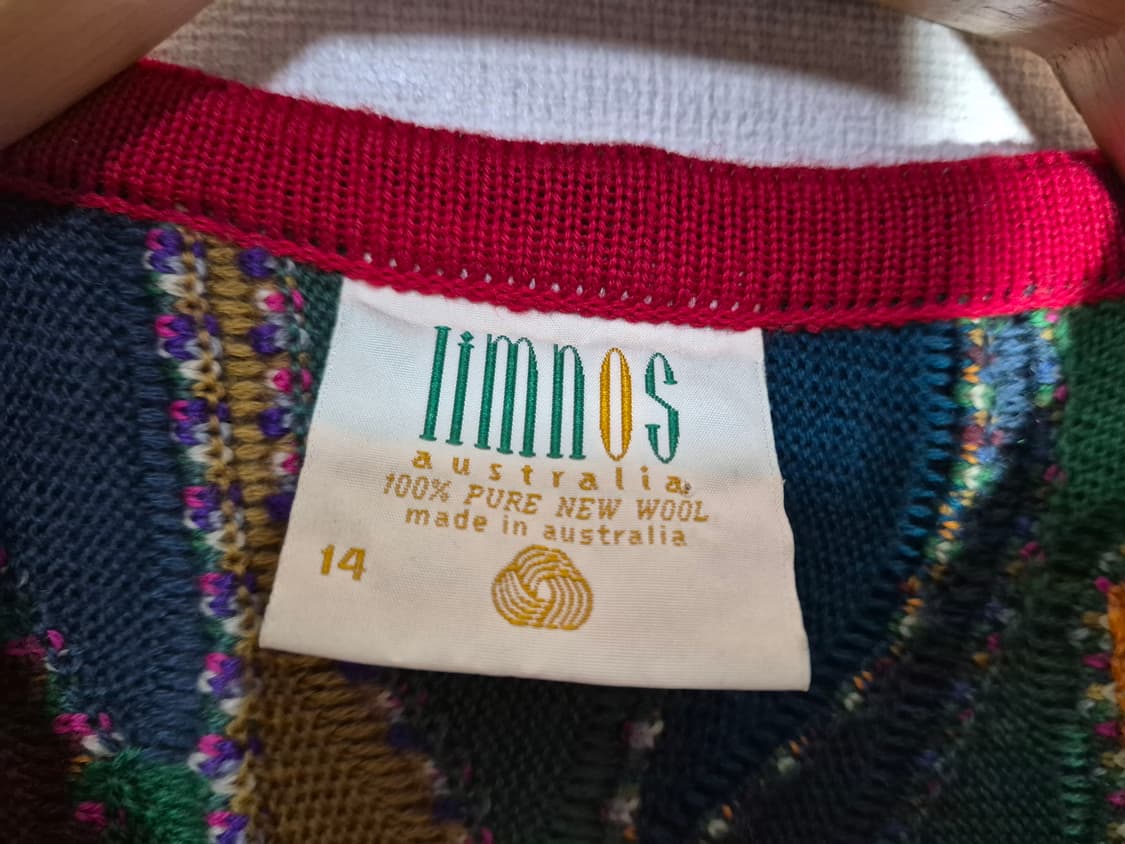 limnos
australia
100% PURE NEW WOOL
made in australia
14